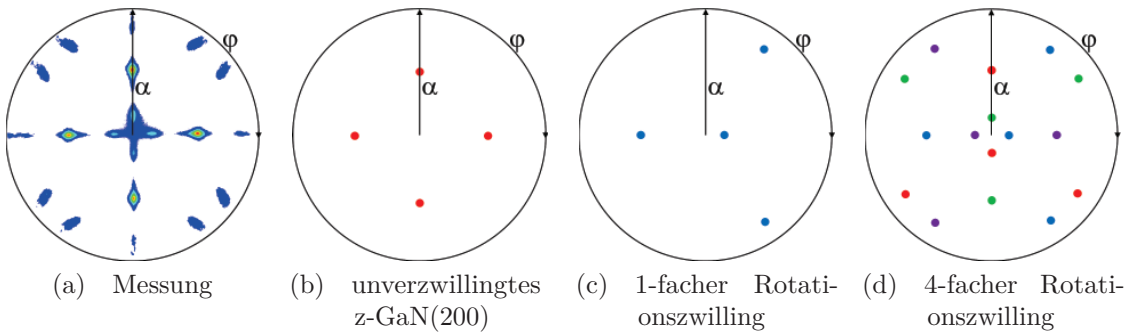 φ
α
φ
α
φ
α
φ
α
(a) Messung
(b) unverzwillingtes
z-GaN(200)
(c) 1-facher Rotati-
onszwilling
(d) 4-facher Rotati-
onszwilling